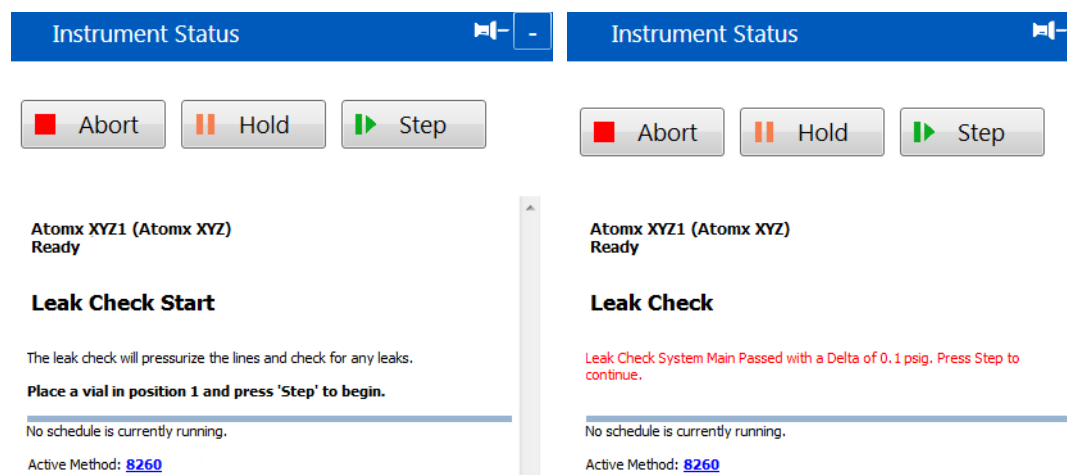 Instrument Status
-
Abort
Hold
Step
Atomx XYZ1 (Atomx XYZ)
Ready
Leak Check Start
The leak check will pressurize the lines and check for any leaks.
Place a vial in position 1 and press 'Step' to begin.
No schedule is currently running.
Active Method: 8260
Instrument Status
Abort
Hold
Step
Atomx XYZ1 (Atomx XYZ)
Ready
Leak Check
Leak Check System Main Passed with a Delta of 0.1 psig. Press Step to
continue.
No schedule is currently running.
Active Method: 8260